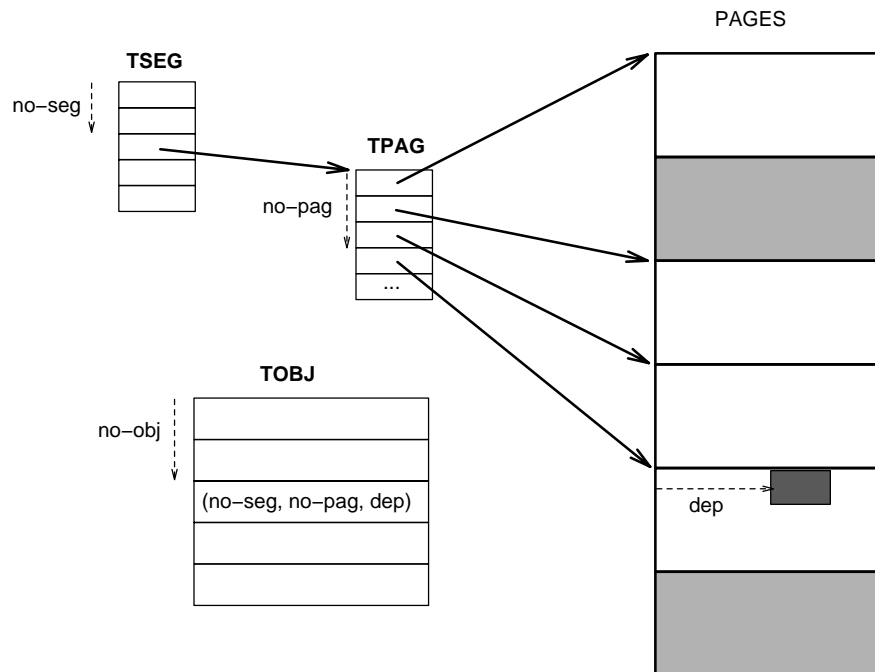 PAGES
TSEG
no-seg
TPAG
no-pag
...
TOBJ
no-obj
(no-seg, no-pag, dep)
dep